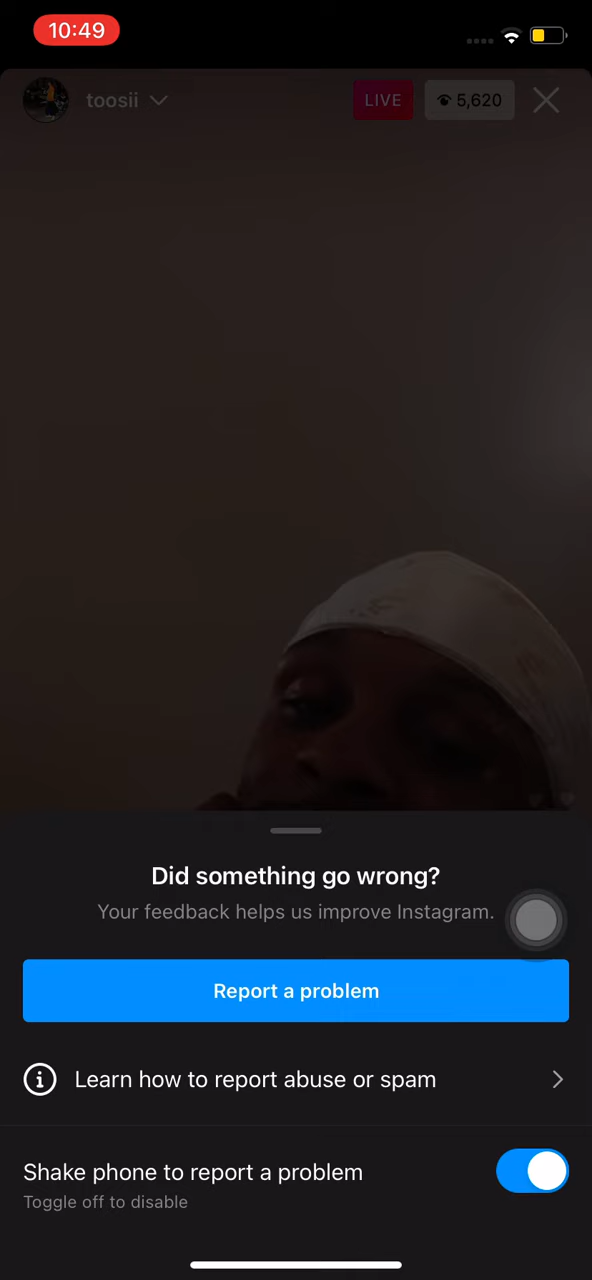 10:49
toosii
LIVE
5,620
Did something go wrong?
Your feedback helps us improve Instagram.
Report a problem
Learn how to report abuse or spam
Shake phone to report a problem
Toggle off to disable